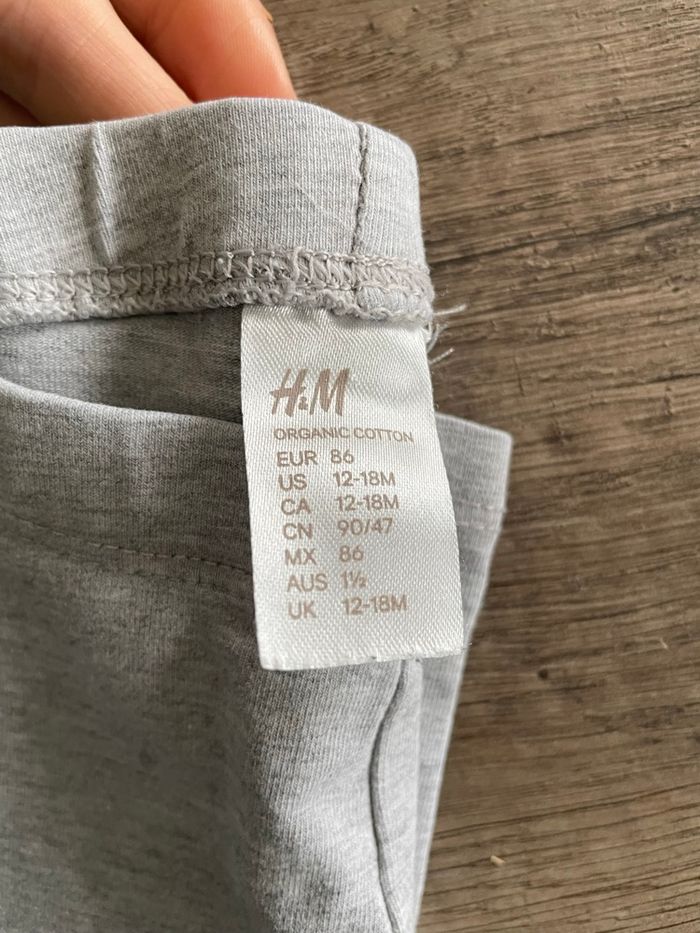 H&M
ORGANIC COTTON
EUR 86
US 12-18M
CA 12-18M
CN 90/47
MX 86
AUS 1½
UK 12-18M